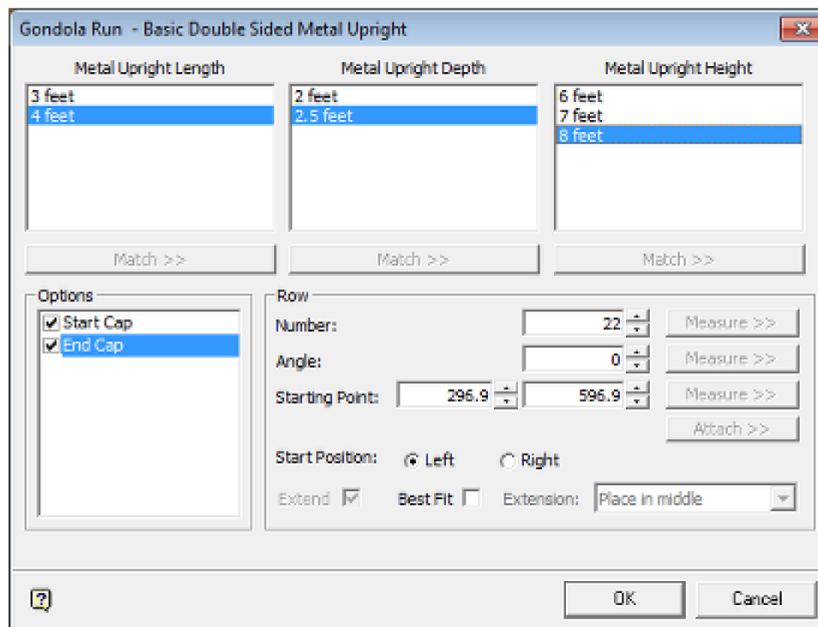 Gondola Run - Basic Double Sided Metal Upright
Metal Upright Length
3 feet
4 feet
Match >>
Metal Upright Depth
2 feet
2.5 feet
Match >>
Metal Upright Height
6 feet
7 feet
8 feet
Match >>
Options
Start Cap
End Cap
Row
Number: 22 Measure >>
Angle: 0 Measure >>
Starting Point: 296.9 596.9 Measure >>
Attach >>
Start Position: Left Right
Extend Best Fit Extension: Place in middle
OK Cancel